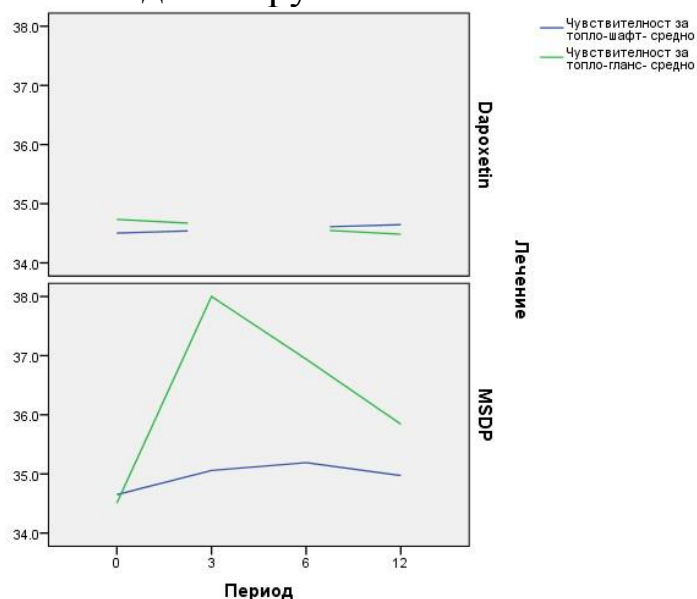 Чувствителност за
топло-шафт- средно
Чувствителност за
топло-гланс- средно
38.0
37.0
36.0
35.0
34.0
Dapoxetin
38.0
37.0
36.0
35.0
34.0
MSDP
Лечение
0 3 6 12
Период